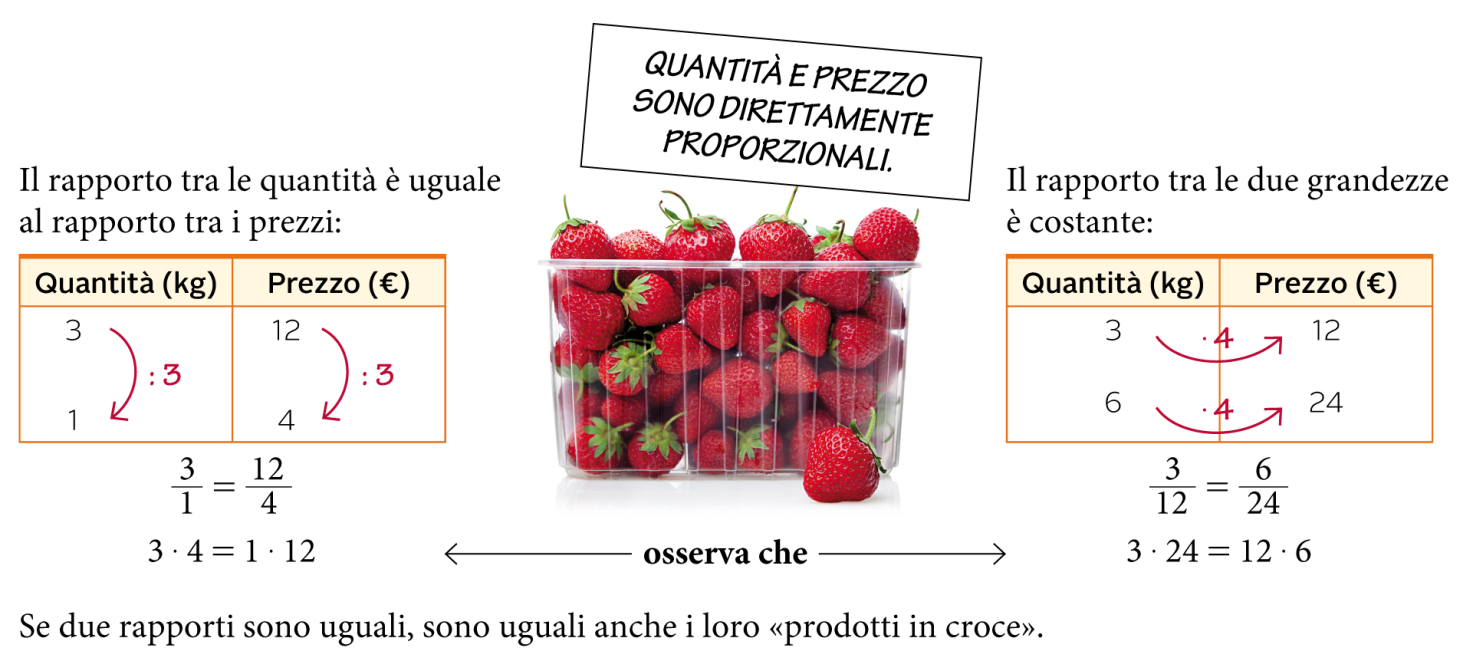 QUANTITÀ E PREZZO
SONO DIRETTAMENTE
PROPORZIONALI.
Il rapporto tra le quantità è uguale
al rapporto tra i prezzi:
Quantità (kg) Prezzo (€)
3 12
: 3 : 3
1 4
3/1 = 12/4
3 · 4 = 1 · 12
osserva che
Il rapporto tra le due grandezze
è costante:
Quantità (kg) Prezzo (€)
3 · 4 12
6 · 4 24
3/12 = 6/24
3 · 24 = 12 · 6
Se due rapporti sono uguali, sono uguali anche i loro «prodotti in croce».